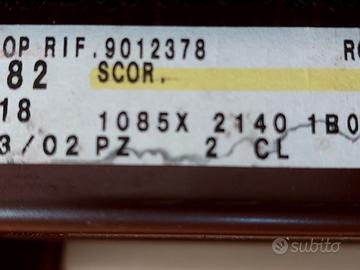 OP RIF.9012378 R
82 SCOR.
18 1085X 2140 1B0
3/02 PZ 2 CL
subito